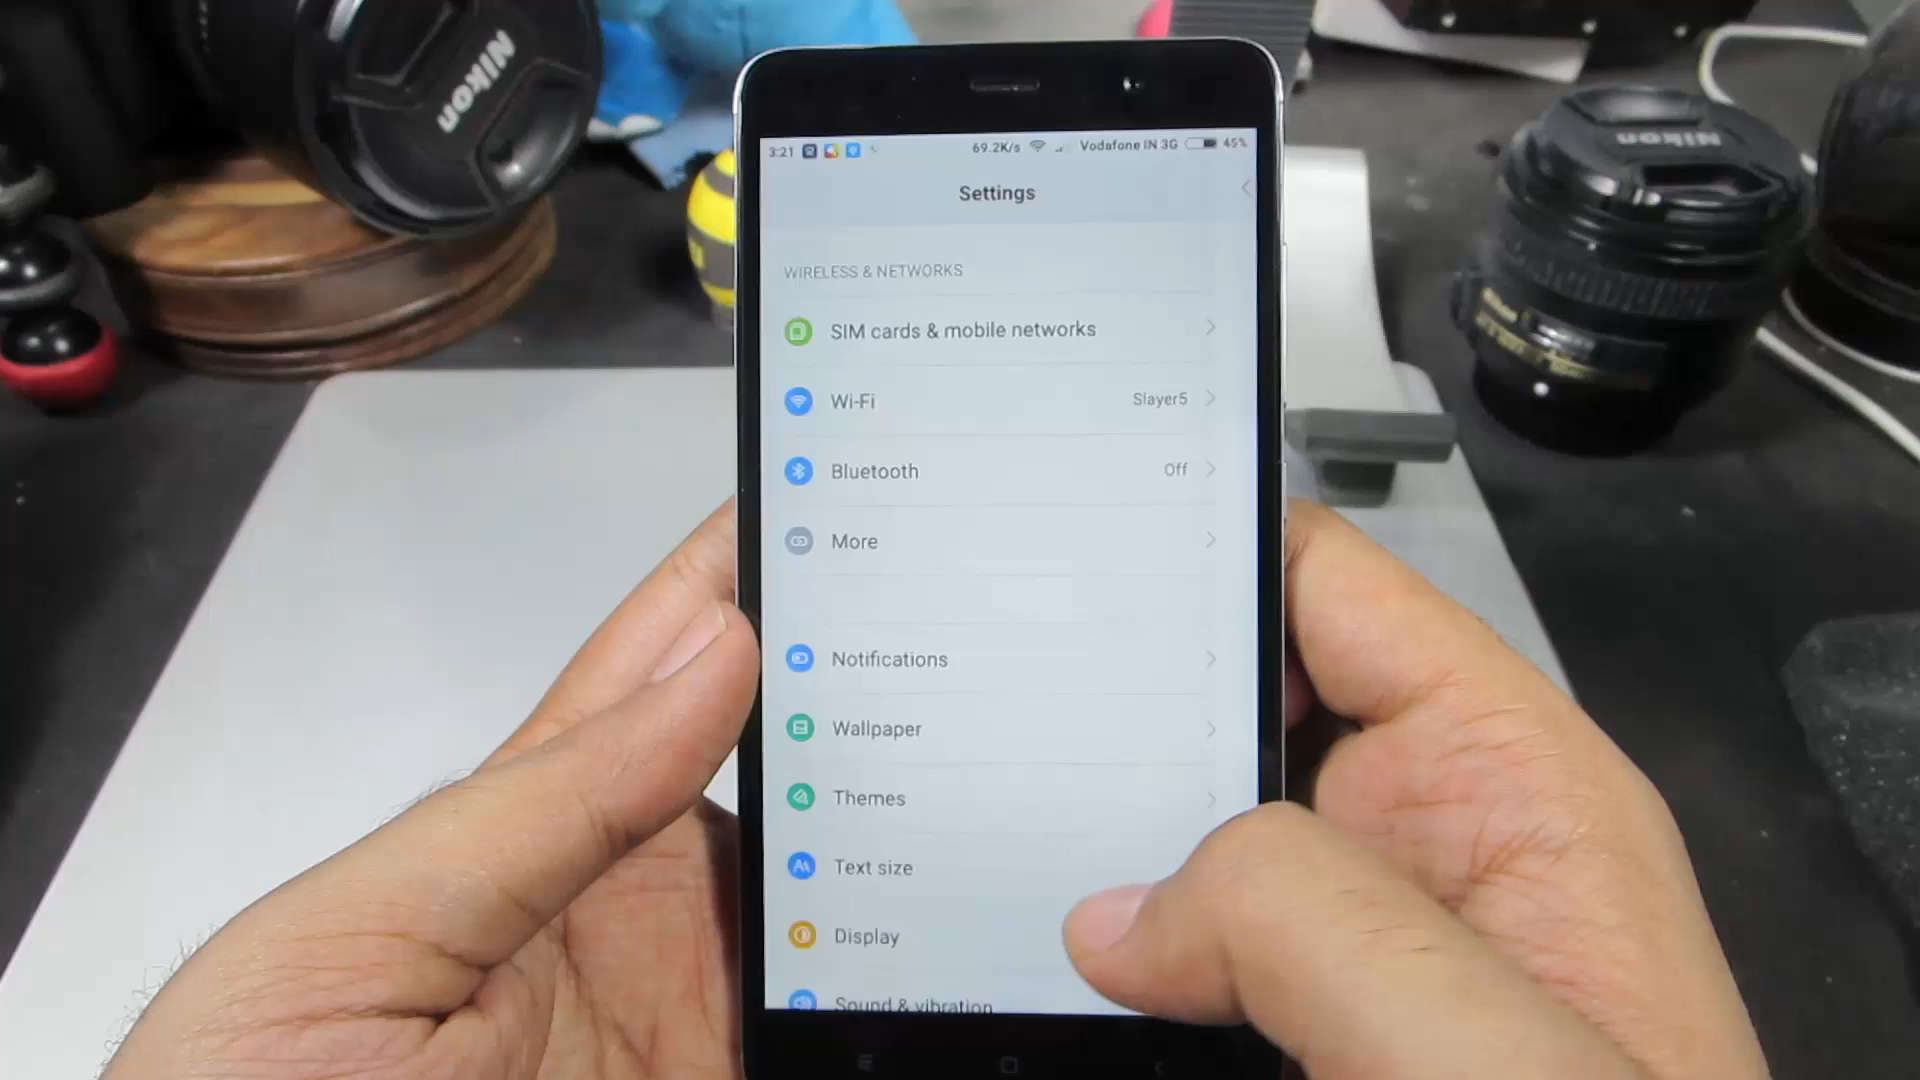 Nikon
Nikon
3:21 69.2K/s Vodafone IN 3G 45%
Settings
WIRELESS & NETWORKS
SIM cards & mobile networks
Wi-Fi Slayer5
Bluetooth Off
More
Notifications
Wallpaper
Themes
Text size
Display
Sound & vibration